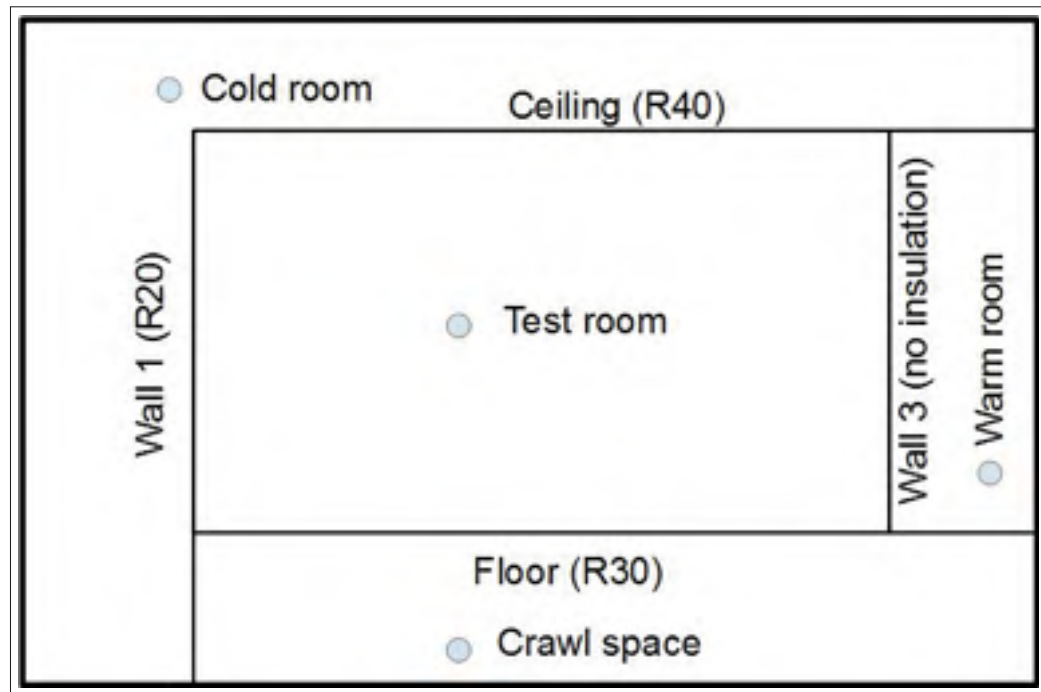 Cold room
Ceiling (R40)
Wall 1 (R20)
Test room
Wall 3 (no insulation)
Warm room
Floor (R30)
Crawl space